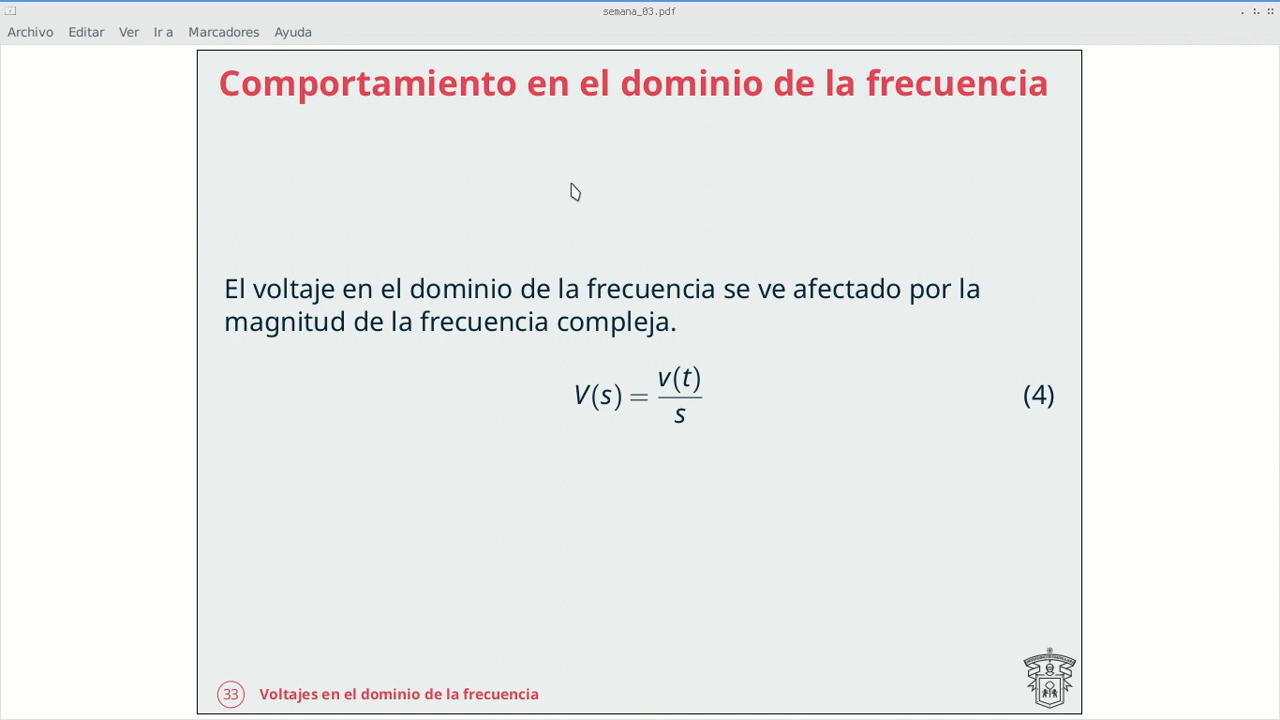 semana_03.pdf
Archivo Editar Ver Ir a Marcadores Ayuda
Comportamiento en el dominio de la frecuencia
El voltaje en el dominio de la frecuencia se ve afectado por la
magnitud de la frecuencia compleja.
V(s) = v(t)/s (4)
33 Voltajes en el dominio de la frecuencia